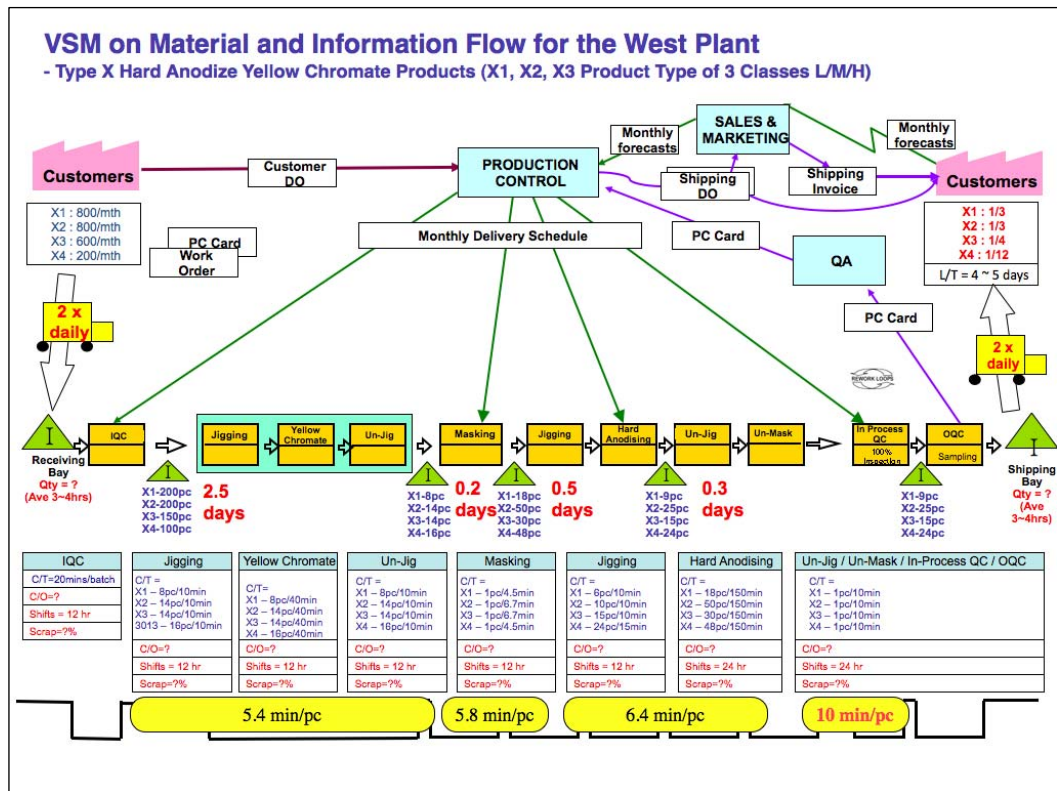 VSM on Material and Information Flow for the West Plant
- Type X Hard Anodize Yellow Chromate Products (X1, X2, X3 Product Type of 3 Classes L/M/H)
Customers
Customer
DO
PRODUCTION
CONTROL
Monthly
forecasts
SALES &
MARKETING
Monthly
forecasts
Shipping
DO
Shipping
Invoice
Customers
X1 : 800/mth
X2 : 800/mth
X3 : 600/mth
X4 : 200/mth
PC Card
Work
Order
Monthly Delivery Schedule
PC Card
QA
X1 : 1/3
X2 : 1/3
X3 : 1/4
X4 : 1/12
L/T = 4 ~ 5 days
PC Card
2 x
daily
2 x
daily
REWORK LOOPS
I
Receiving
Bay
Qty = ?
(Ave 3~4hrs)
IQC
I
X1-200pc
X2-200pc
X3-150pc
X4-100pc
Jigging
Yellow
Chromate
Un-Jig
2.5
days
I
X1-8pc
X2-14pc
X3-14pc
X4-16pc
Masking
0.2
days
I
X1-18pc
X2-50pc
X3-30pc
X4-48pc
Jigging
0.5
days
Hard
Anodising
I
X1-9pc
X2-25pc
X3-15pc
X4-24pc
Un-Jig
0.3
days
Un-Mask
In Process
QC
100%
Inspection
I
X1-9pc
X2-25pc
X3-15pc
X4-24pc
OQC
Sampling
I
Shipping
Bay
Qty = ?
(Ave
3~4hrs)
IQC
C/T=20mins/batch
C/O=?
Shifts = 12 hr
Scrap=?%
Jigging
C/T =
X1 – 8pc/10min
X2 – 14pc/10min
X3 – 14pc/10min
3013 – 16pc/10min
C/O=?
Shifts = 12 hr
Scrap=?%
Yellow Chromate
C/T=
X1 – 8pc/40min
X2 – 14pc/40min
X3 – 14pc/40min
X4 – 16pc/40min
C/O=?
Shifts = 12 hr
Scrap=?%
Un-Jig
C/T =
X1 – 8pc/10min
X2 – 14pc/10min
X3 – 14pc/10min
X4 – 16pc/10min
C/O=?
Shifts = 12 hr
Scrap=?%
Masking
C/T =
X1 – 1pc/4.5min
X2 – 1pc/6.7min
X3 – 1pc/6.7min
X4 – 1pc/4.5min
C/O=?
Shifts = 12 hr
Scrap=?%
Jigging
C/T =
X1 – 6pc/10min
X2 – 10pc/10min
X3 – 15pc/10min
X4 – 24pc/15min
C/O=?
Shifts = 12 hr
Scrap=?%
Hard Anodising
C/T =
X1 – 18pc/150min
X2 – 50pc/150min
X3 – 30pc/150min
X4 – 48pc/150min
C/O=?
Shifts = 24 hr
Scrap=?%
Un-Jig / Un-Mask / In-Process QC / OQC
C/T =
X1 – 1pc/10min
X2 – 1pc/10min
X3 – 1pc/10min
X4 – 1pc/10min
C/O=?
Shifts = 24 hr
Scrap=?%
5.4 min/pc
5.8 min/pc
6.4 min/pc
10 min/pc